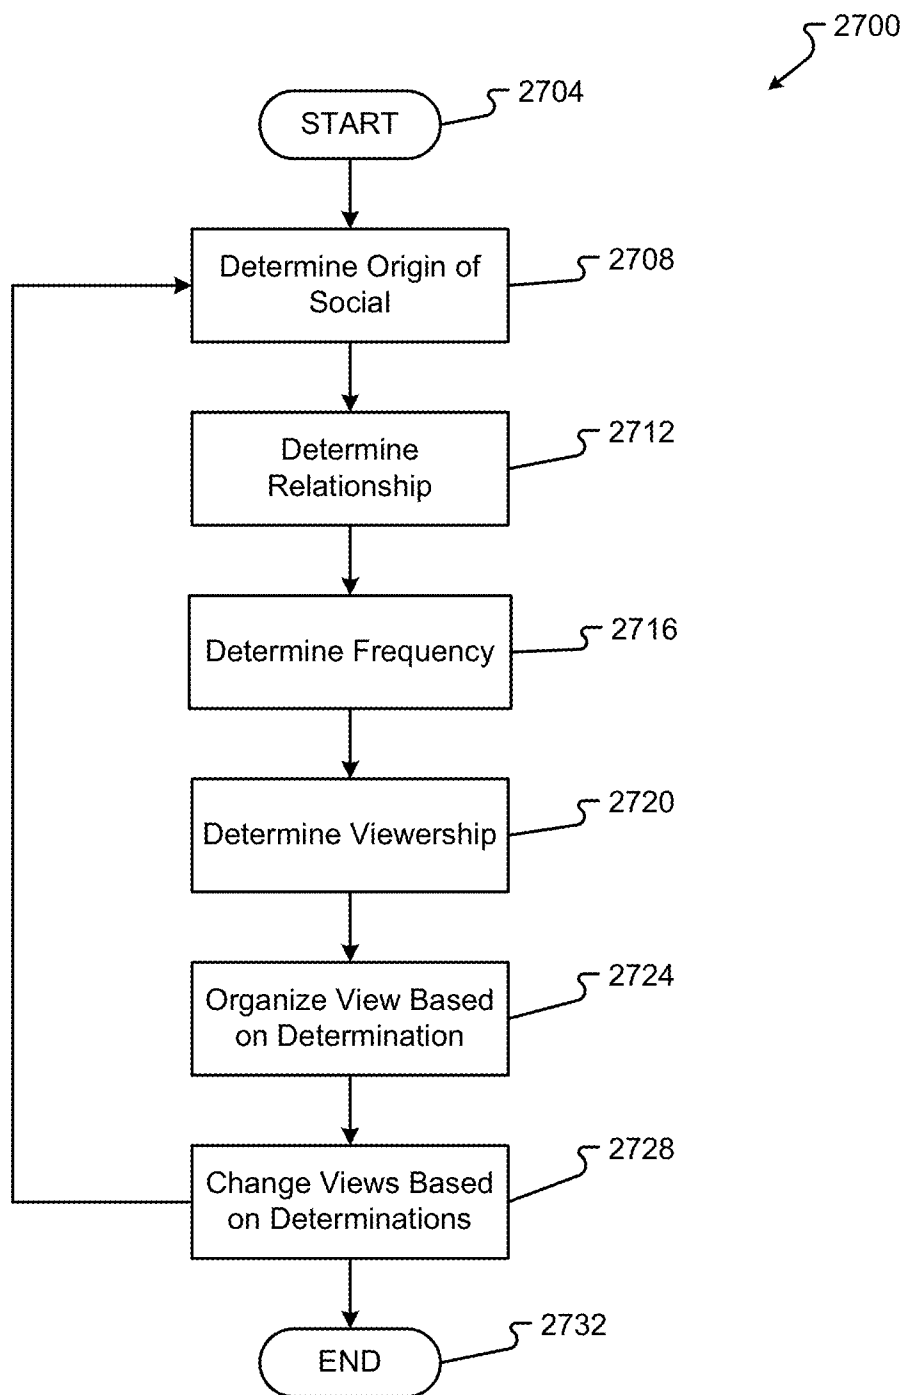 2700
START
2704
Determine Origin of
Social
2708
Determine
Relationship
2712
Determine Frequency
2716
Determine Viewership
2720
Organize View Based
on Determination
2724
Change Views Based
on Determinations
2728
END
2732